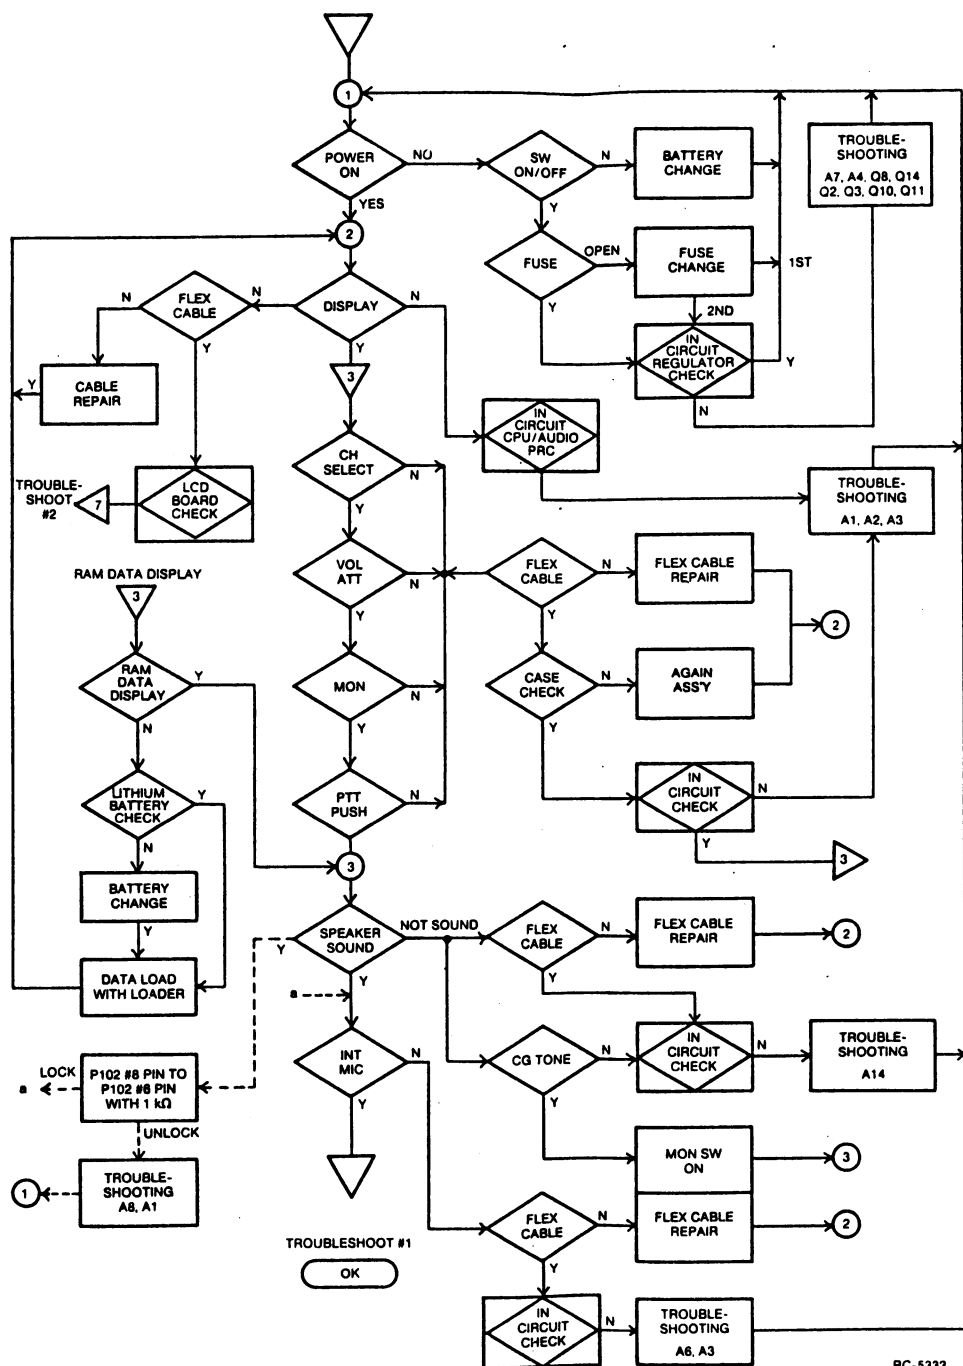 1
POWER
ON
NO
YES
SW
ON/OFF
N
Y
BATTERY
CHANGE
TROUBLE-
SHOOTING
A7, A4, Q8, Q14
Q2, Q3, Q10, Q11
2
FUSE
OPEN
Y
FUSE
CHANGE
1ST
2ND
IN
CIRCUIT
REGULATOR
CHECK
Y
N
DISPLAY
N
N
Y
FLEX
CABLE
N
Y
CABLE
REPAIR
Y
3
IN
CIRCUIT
CPU/AUDIO
PRC
LCD
BOARD
CHECK
TROUBLE-
SHOOT
#2
7
CH
SELECT
N
Y
TROUBLE-
SHOOTING
A1, A2, A3
VOL
ATT
N
Y
FLEX
CABLE
N
Y
FLEX CABLE
REPAIR
2
RAM DATA DISPLAY
3
RAM
DATA
DISPLAY
Y
N
MON
N
Y
CASE
CHECK
N
Y
AGAIN
ASS'Y
LITHIUM
BATTERY
CHECK
Y
N
PTT
PUSH
N
IN
CIRCUIT
CHECK
N
Y
3
3
BATTERY
CHANGE
Y
DATA LOAD
WITH LOADER
SPEAKER
SOUND
NOT SOUND
Y
Y
FLEX
CABLE
N
Y
FLEX CABLE
REPAIR
2
a
INT
MIC
N
Y
CG TONE
N
Y
IN
CIRCUIT
CHECK
N
TROUBLE-
SHOOTING
A14
a
LOCK
P102 #8 PIN TO
P102 #6 PIN
WITH 1 kΩ
UNLOCK
TROUBLE-
SHOOTING
A8, A1
1
MON SW
ON
3
FLEX
CABLE
N
Y
FLEX CABLE
REPAIR
2
TROUBLESHOOT #1
OK
IN
CIRCUIT
CHECK
N
TROUBLE-
SHOOTING
A6, A3
RC-5333